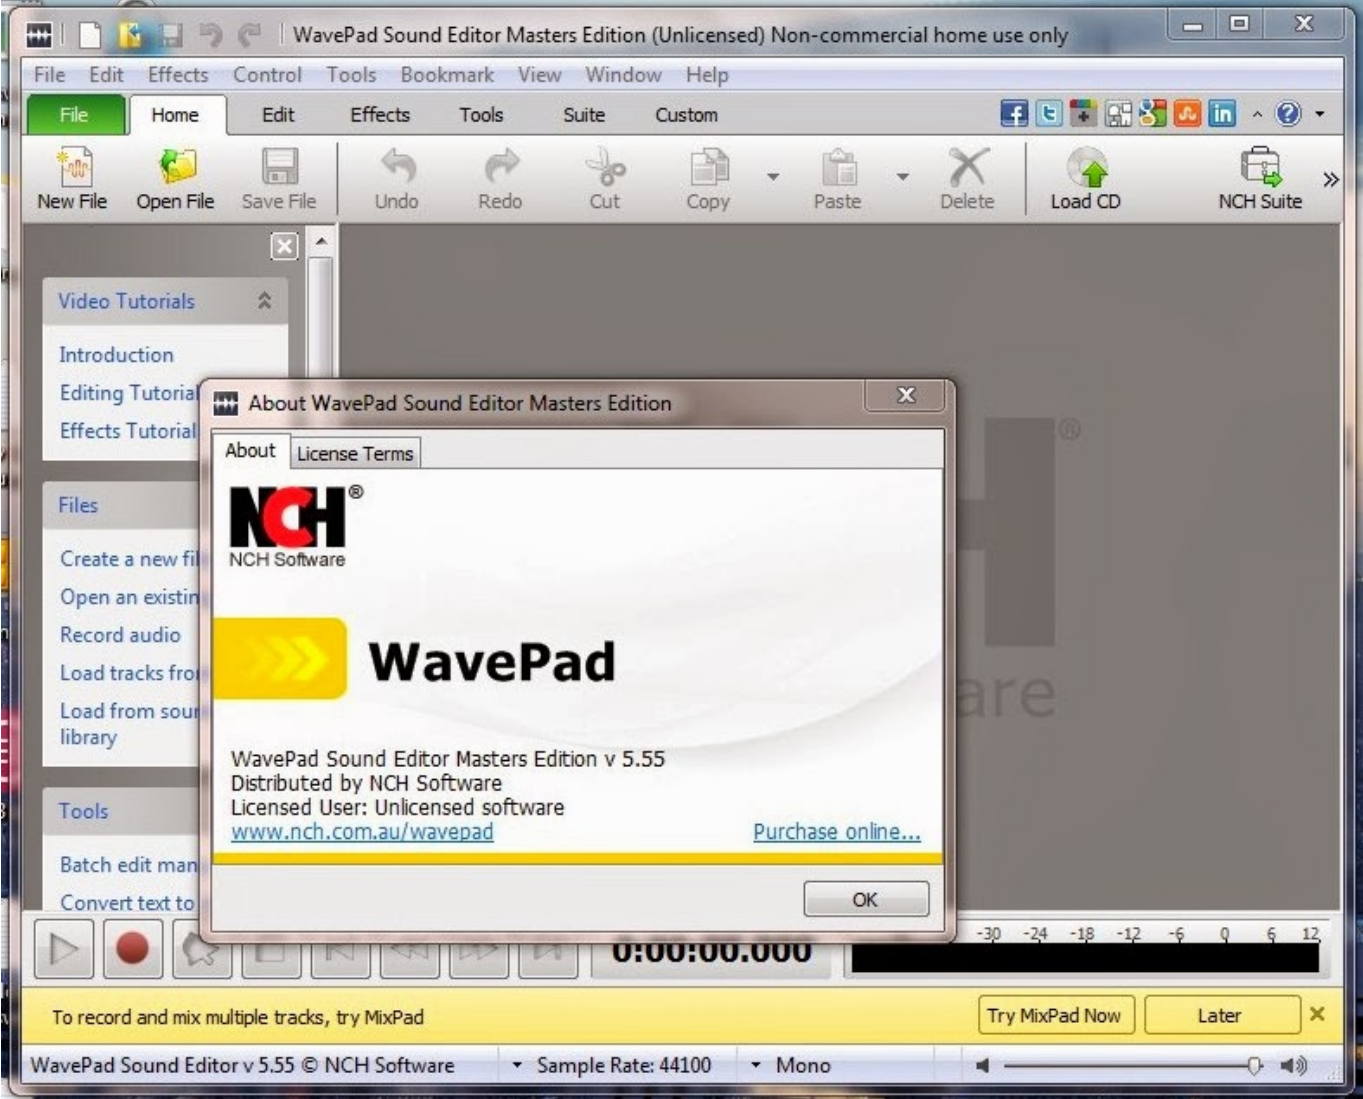 WavePad Sound Editor Masters Edition (Unlicensed) Non-commercial home use only
File Edit Effects Control Tools Bookmark View Window Help
File Home Edit Effects Tools Suite Custom
New File Open File Save File Undo Redo Cut Copy Paste Delete Load CD NCH Suite
Video Tutorials
Introduction
Editing Tutorial
Effects Tutorial
Files
Create a new fil
Open an existin
Record audio
Load tracks fro
Load from sour
library
Tools
Batch edit man
Convert text to
About WavePad Sound Editor Masters Edition
About License Terms
NCH®
NCH Software
WavePad
WavePad Sound Editor Masters Edition v 5.55
Distributed by NCH Software
Licensed User: Unlicensed software
www.nch.com.au/wavepad Purchase online...
OK
H®
are
0:00:00.000
-30 -24 -18 -12 -6 0 6 12
To record and mix multiple tracks, try MixPad Try MixPad Now Later
WavePad Sound Editor v 5.55 © NCH Software Sample Rate: 44100 Mono